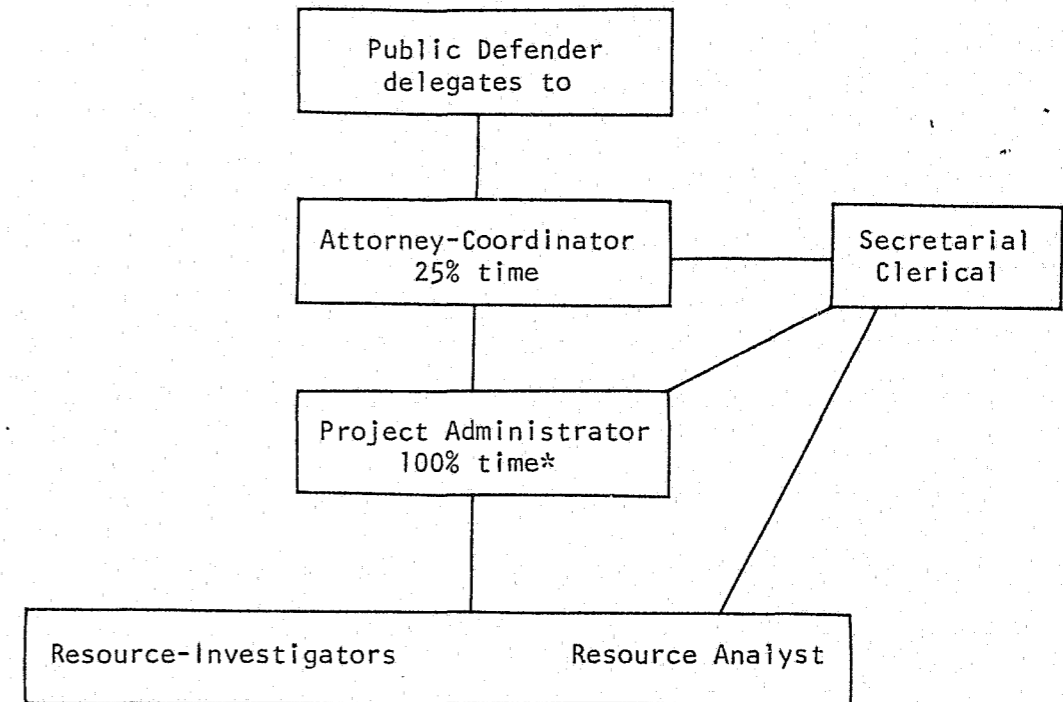 Public Defender
delegates to
Attorney-Coordinator
25% time
Secretarial
Clerical
Project Administrator
100% time*
Resource-Investigators
Resource Analyst